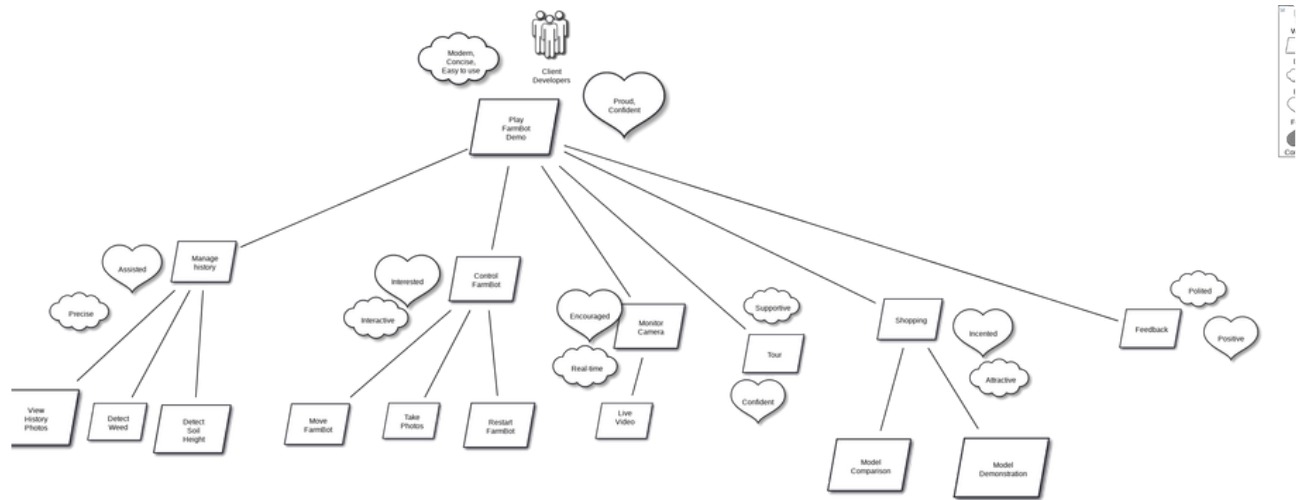 Modern,
Concise,
Easy to use
Client
Developers
Proud,
Confident
Play
FarmBot
Demo
Assisted
Manage
history
Precise
Interested
Control
FarmBot
Interactive
Encouraged
Monitor
Camera
Real-time
Supportive
Tour
Confident
Shopping
Incented
Attractive
Polited
Feedback
Positive
View
History
Photos
Detect
Weed
Detect
Soil
Height
Move
FarmBot
Take
Photos
Restart
FarmBot
Live
Video
Model
Comparison
Model
Demonstration